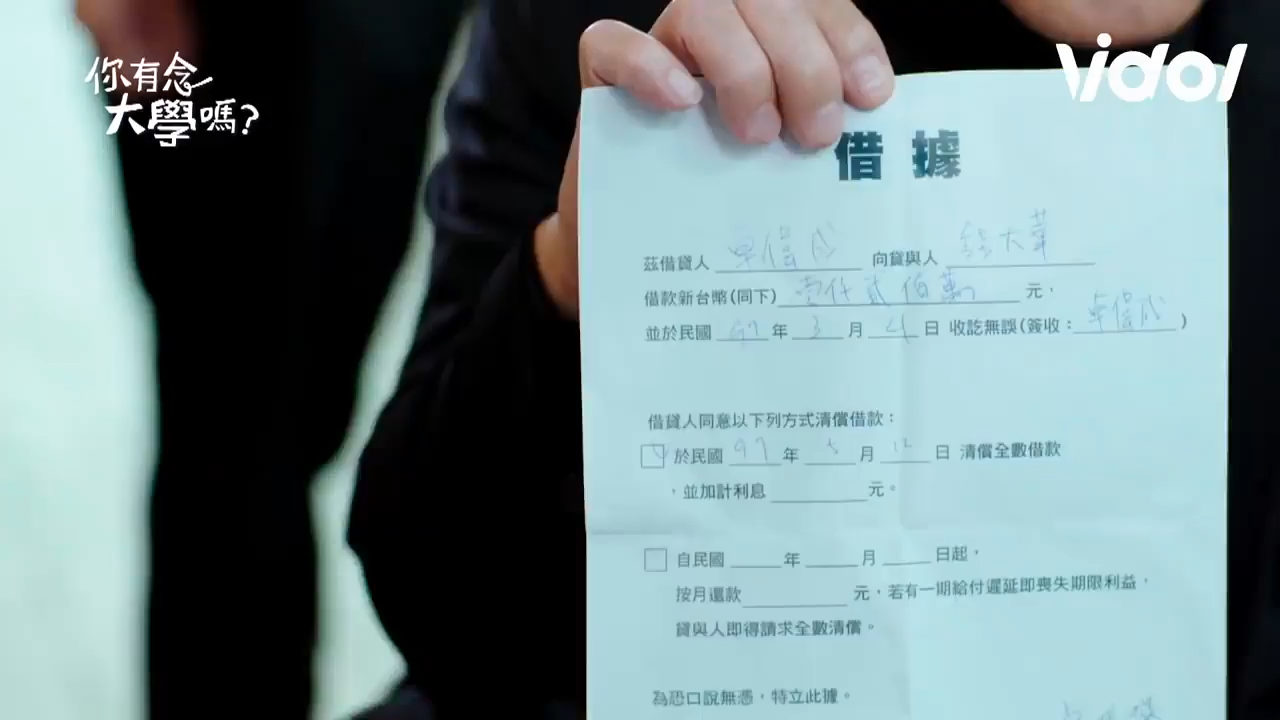 你有念
大學嗎?
vidol
借據
茲借貸人 卓偉成 向貸與人 錢大華
借款新台幣(同下) 壹仟貳佰萬 元，
並於民國 97 年 3 月 21 日 收訖無誤(簽收：卓偉成)
借貸人同意以下列方式清償借款：
於民國 97 年 5 月 12 日 清償全數借款
，並加計利息 元。
自民國 年 月 日起，
按月還款 元，若有一期給付遲延即喪失期限利益，
貸與人即得請求全數清償。
為恐口說無憑，特立此據。